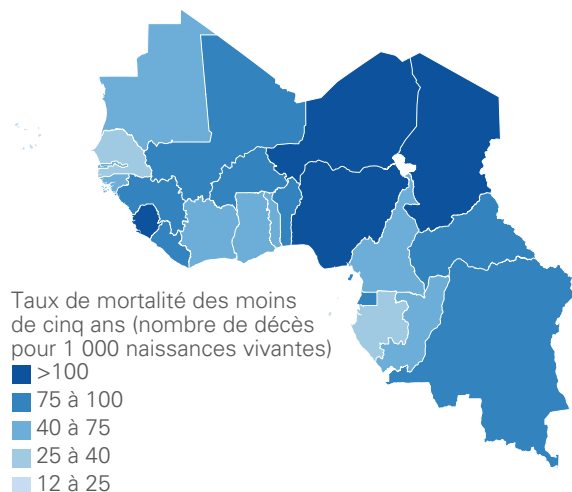 Taux de mortalité des moins
de cinq ans (nombre de décès
pour 1 000 naissances vivantes)
>100
75 à 100
40 à 75
25 à 40
12 à 25